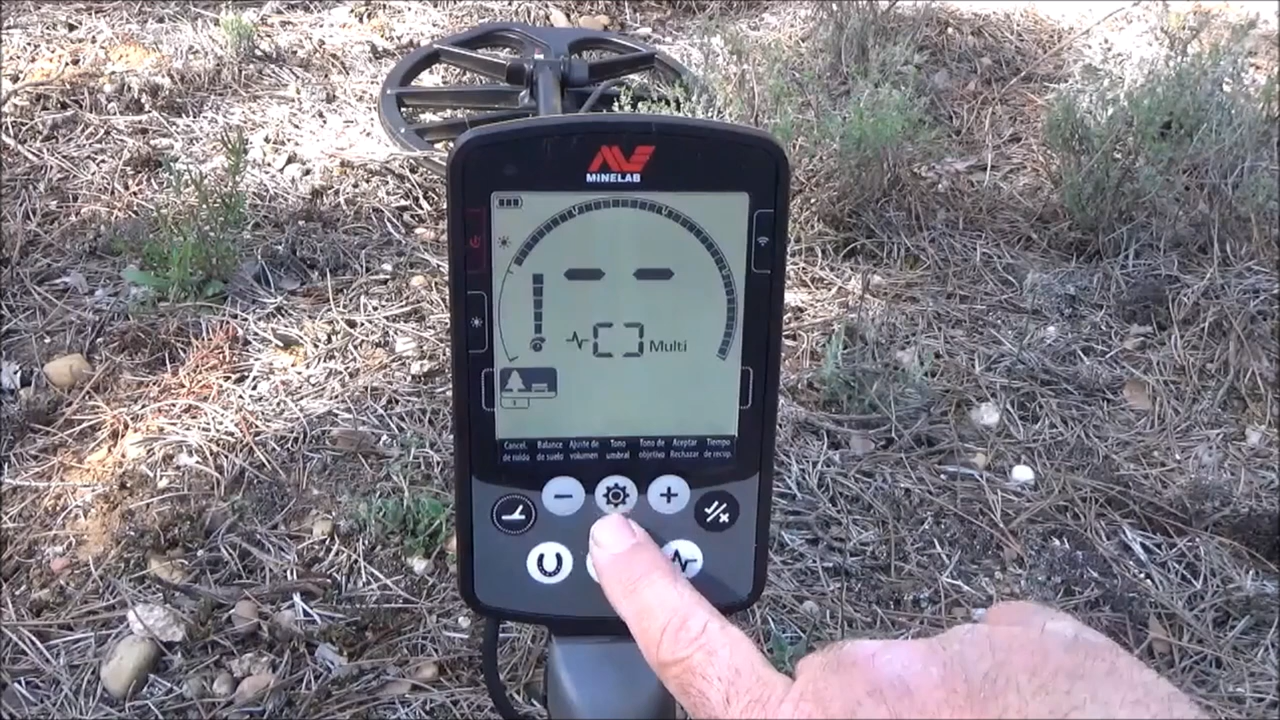 MINELAB
Multi
1
Cancel. de ruido
Balance de suelo
Ajuste de volumen
Tono umbral
Tono de objetivo
Aceptar Rechazar
Tiempo de recup.